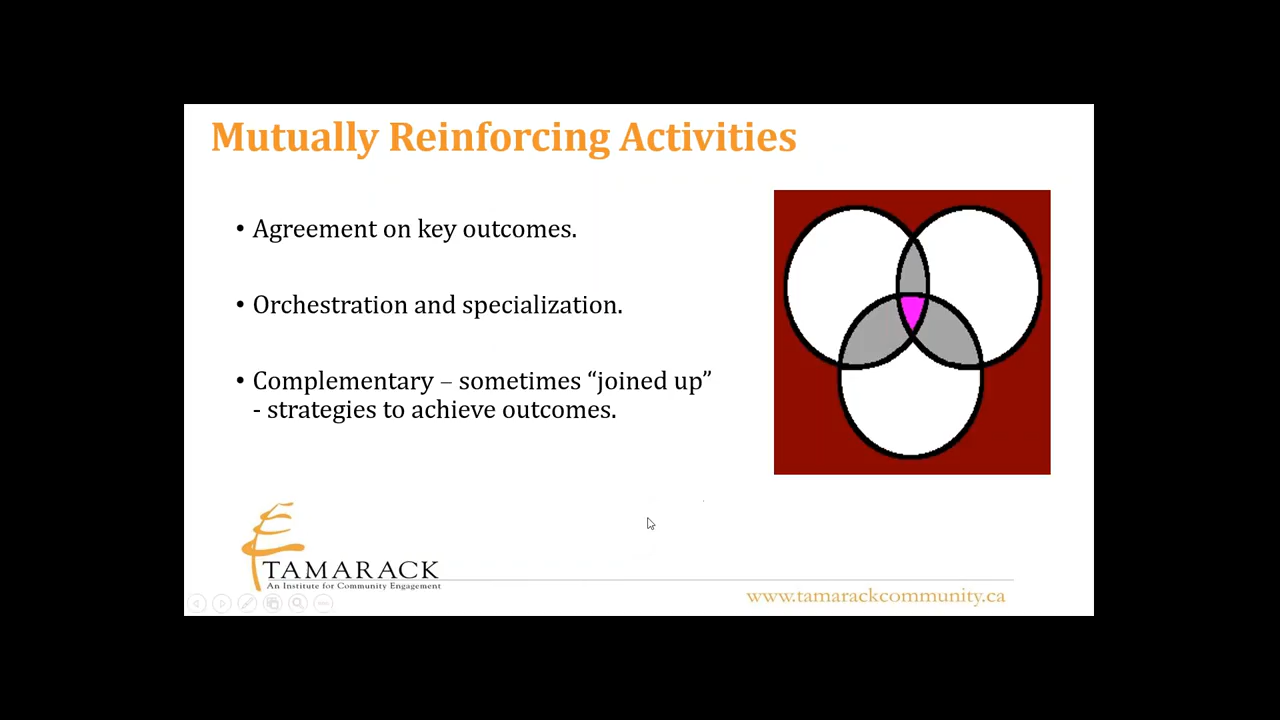 Mutually Reinforcing Activities
• Agreement on key outcomes.
• Orchestration and specialization.
• Complementary – sometimes “joined up”
- strategies to achieve outcomes.
TAMARACK
An Institute for Community Engagement
www.tamarackcommunity.ca